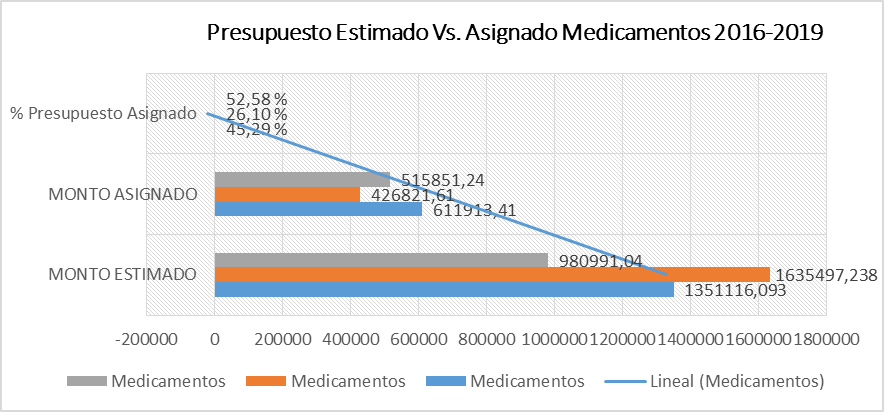 Presupuesto Estimado Vs. Asignado Medicamentos 2016-2019
% Presupuesto Asignado
52,58 %
26,10 %
45,29 %
MONTO ASIGNADO
515851,24
426821,61
611913,41
MONTO ESTIMADO
980991,04
1635497,238
1351116,093
-200000 0 200000 400000 600000 800000 1000000 1200000 1400000 1600000 1800000
Medicamentos Medicamentos Medicamentos Lineal (Medicamentos)